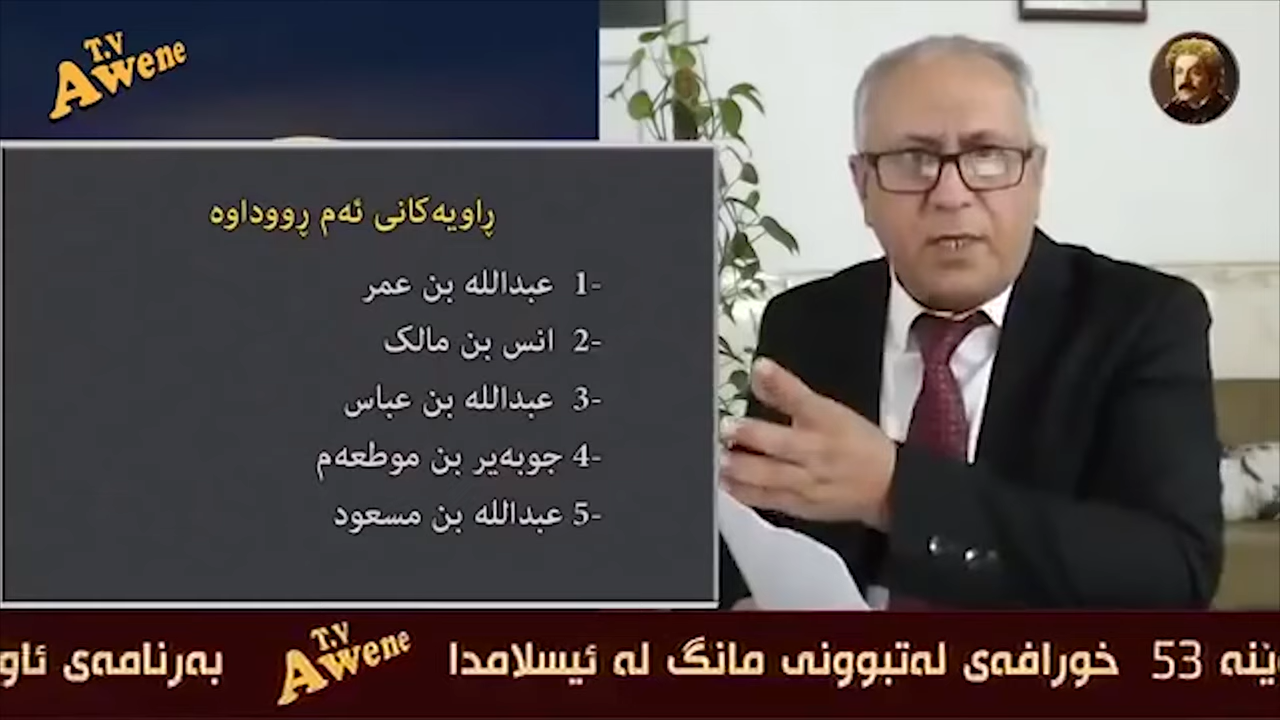 T.V
Awene
ڕاویەکانی ئەم ڕووداوە
1- عبدالله بن عمر
2- انس بن مالک
3- عبدالله بن عباس
4- جوبەیر بن موطعەم
5- عبدالله بن مسعود
53 خورافەی لەتبوونی مانگ لە ئیسلامدا
T.V
Awene
بەرنامەی